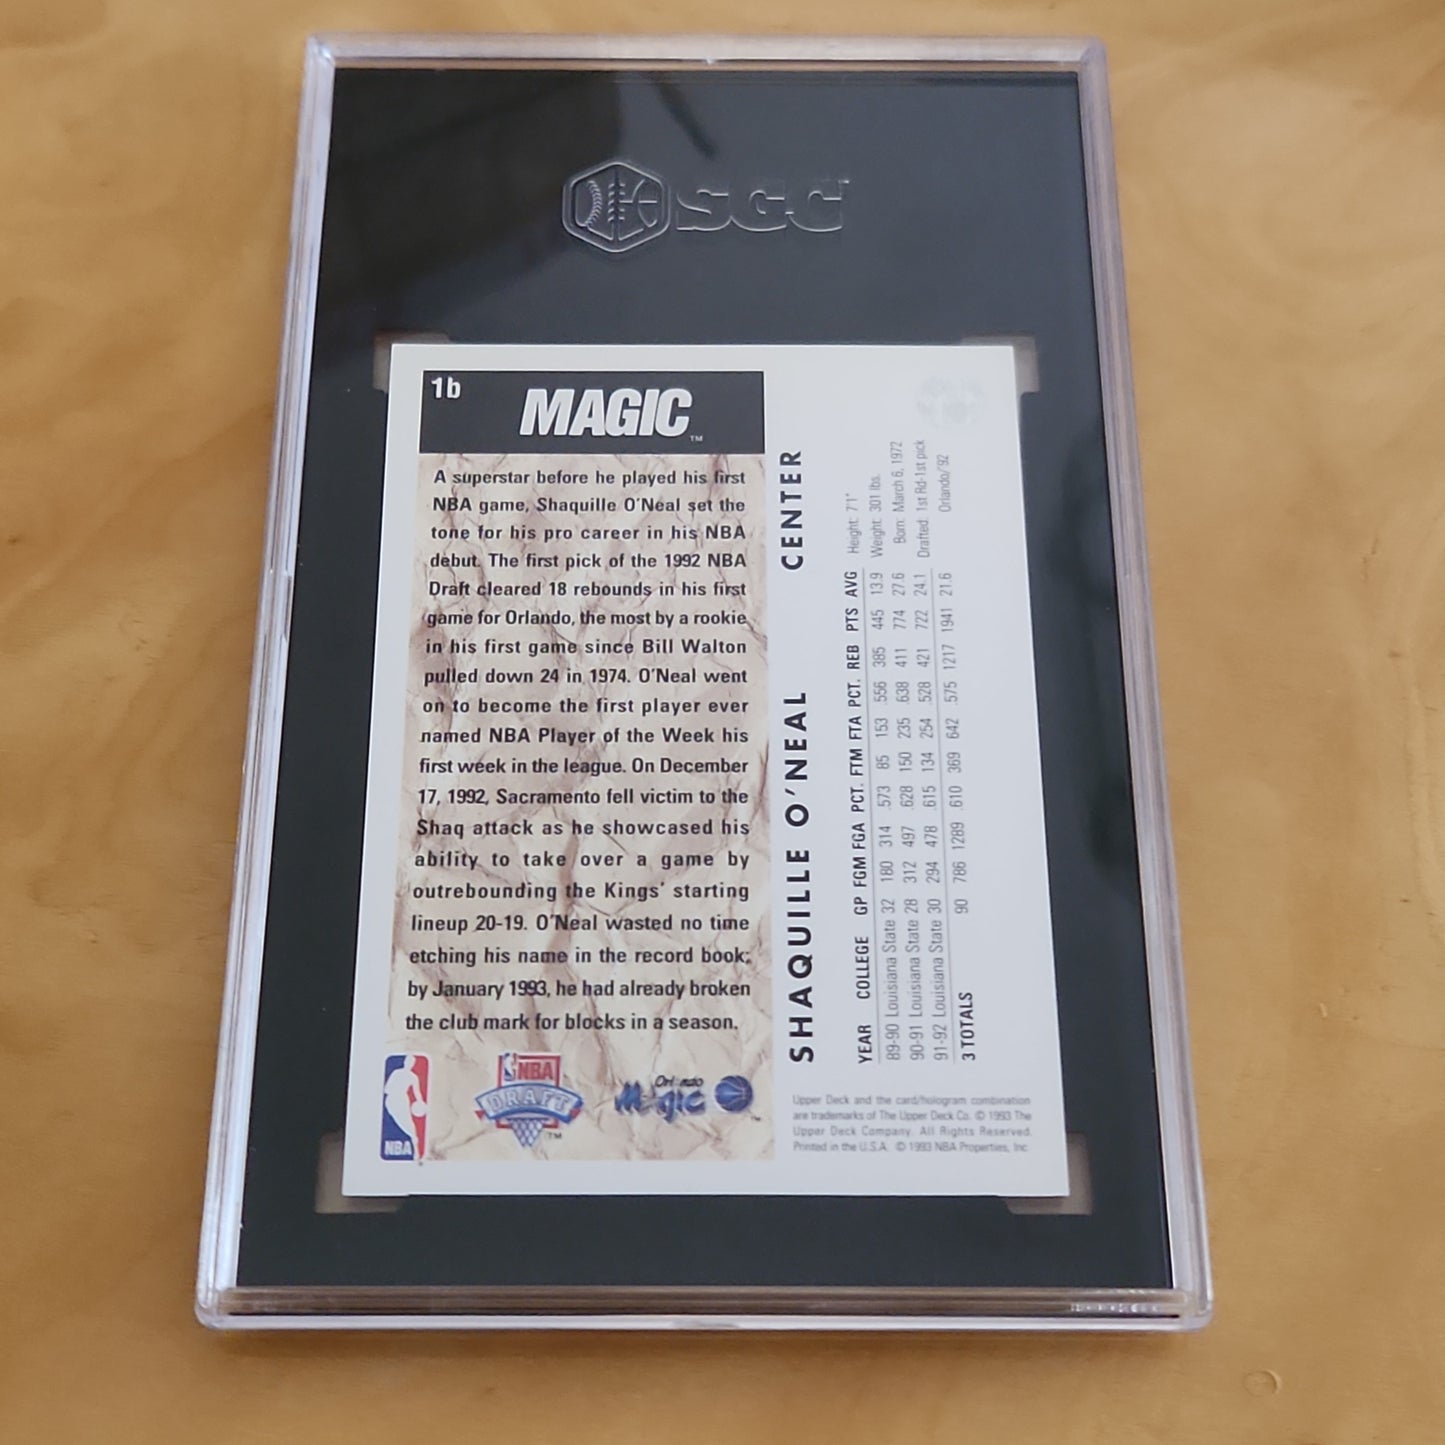 SGC
1b
MAGIC™
A superstar before he played his first
NBA game, Shaquille O'Neal set the
tone for his pro career in his NBA
debut. The first pick of the 1992 NBA
Draft cleared 18 rebounds in his first
game for Orlando, the most by a rookie
in his first game since Bill Walton
pulled down 24 in 1974. O'Neal went
on to become the first player ever
named NBA Player of the Week his
first week in the league. On December
17, 1992, Sacramento fell victim to the
Shaq attack as he showcased his
ability to take over a game by
outrebounding the Kings' starting
lineup 20-19. O'Neal wasted no time
etching his name in the record book;
by January 1993, he had already broken
the club mark for blocks in a season.
NBA
NBA
DRAFT™
Orlando
Magic™
SHAQUILLE O'NEAL CENTER
Height: 7'1"
Weight: 301 lbs.
Born: March 6, 1972
Drafted: 1st Rd-1st pick
Orlando/'92
YEAR COLLEGE GP FGM FGA PCT. FTM FTA PCT. REB PTS AVG
89-90 Louisiana State 32 180 314 .573 85 153 .556 385 445 13.9
90-91 Louisiana State 28 312 497 .628 150 235 .638 411 774 27.6
91-92 Louisiana State 30 294 478 .615 134 254 .528 421 722 24.1
3 TOTALS 90 786 1289 .610 369 642 .575 1217 1941 21.6
Upper Deck and the card/hologram combination
are trademarks of The Upper Deck Co. © 1993 The
Upper Deck Company. All Rights Reserved.
Printed in the U.S.A. © 1993 NBA Properties, Inc.